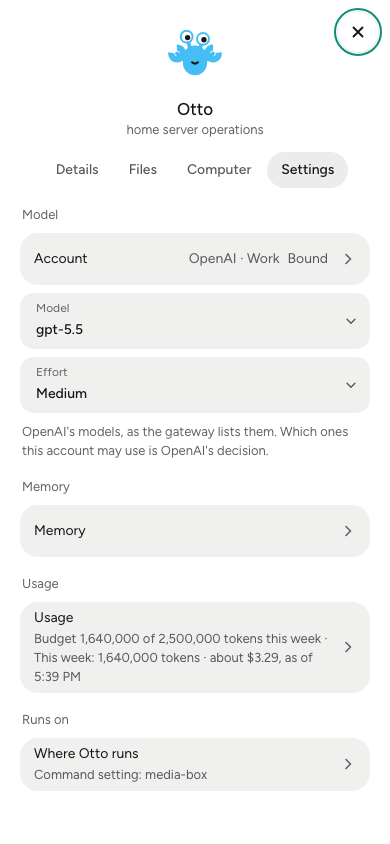 Otto
home server operations
Details Files Computer Settings
Model
Account OpenAI · Work Bound
Model
gpt-5.5
Effort
Medium
OpenAI's models, as the gateway lists them. Which ones
this account may use is OpenAI's decision.
Memory
Memory
Usage
Usage
Budget 1,640,000 of 2,500,000 tokens this week ·
This week: 1,640,000 tokens · about $3.29, as of
5:39 PM
Runs on
Where Otto runs
Command setting: media-box